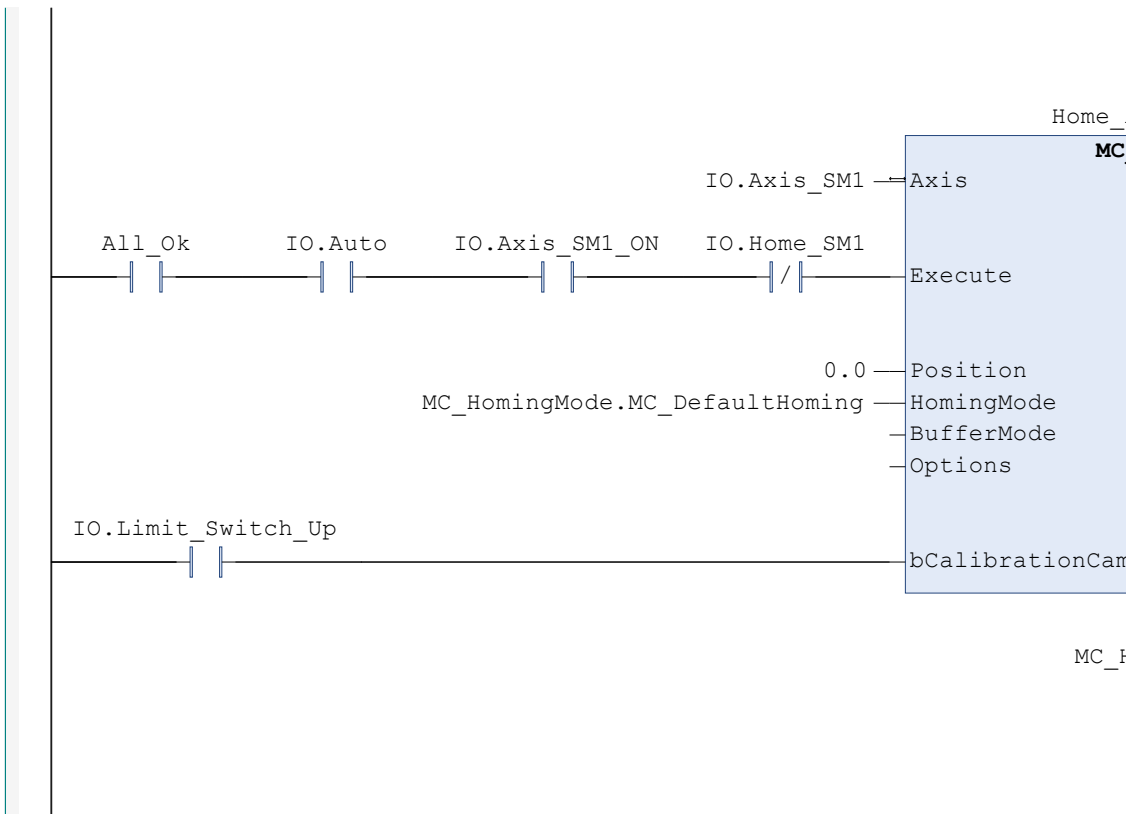 Home_
MC_
IO.Axis_SM1 Axis
All_Ok IO.Auto IO.Axis_SM1_ON IO.Home_SM1
/ Execute
0.0 Position
MC_HomingMode.MC_DefaultHoming HomingMode
BufferMode
Options
IO.Limit_Switch_Up
bCalibrationCam
MC_H